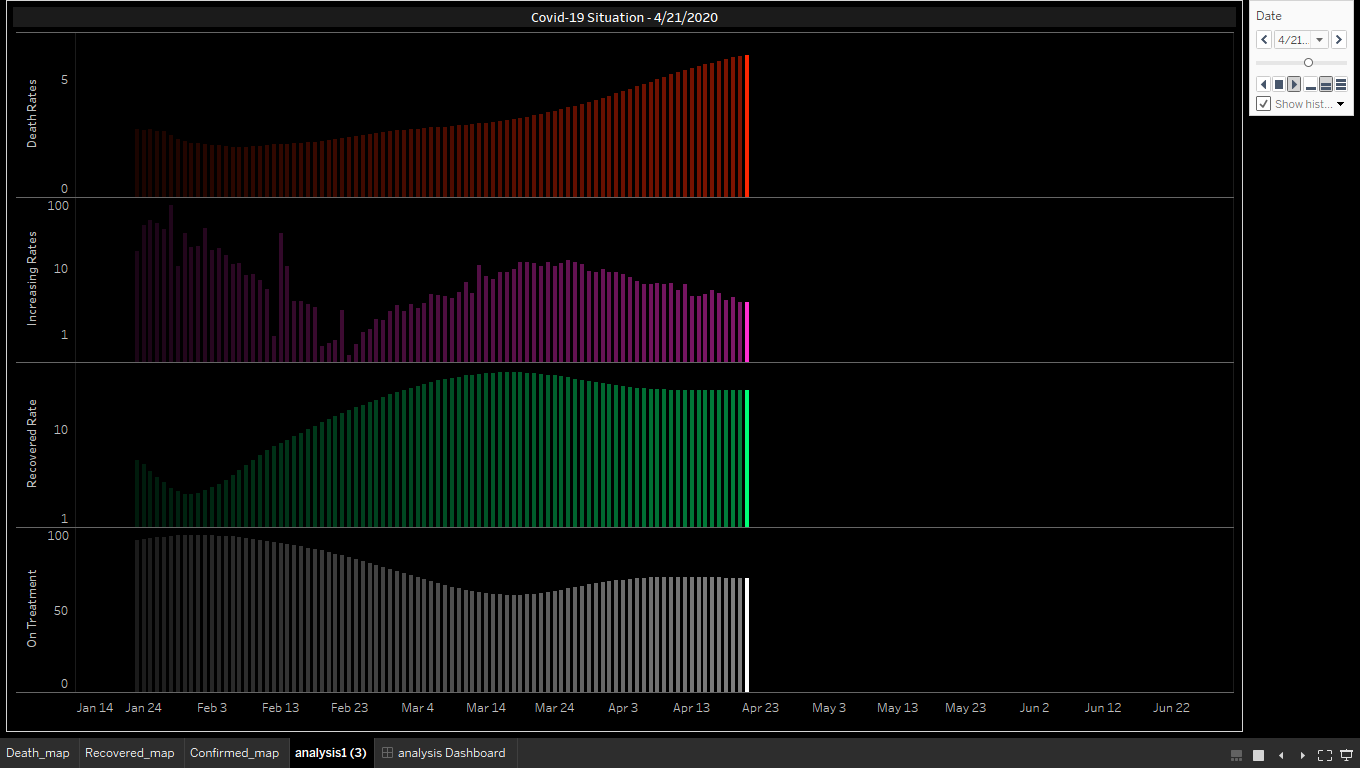 Covid-19 Situation - 4/21/2020
Date
4/21...
Show hist...
Death Rates
5
0
Increasing Rates
100
10
1
Recovered Rate
10
1
On Treatment
100
50
0
Jan 14 Jan 24 Feb 3 Feb 13 Feb 23 Mar 4 Mar 14 Mar 24 Apr 3 Apr 13 Apr 23 May 3 May 13 May 23 Jun 2 Jun 12 Jun 22
Death_map Recovered_map Confirmed_map analysis1 (3) analysis Dashboard